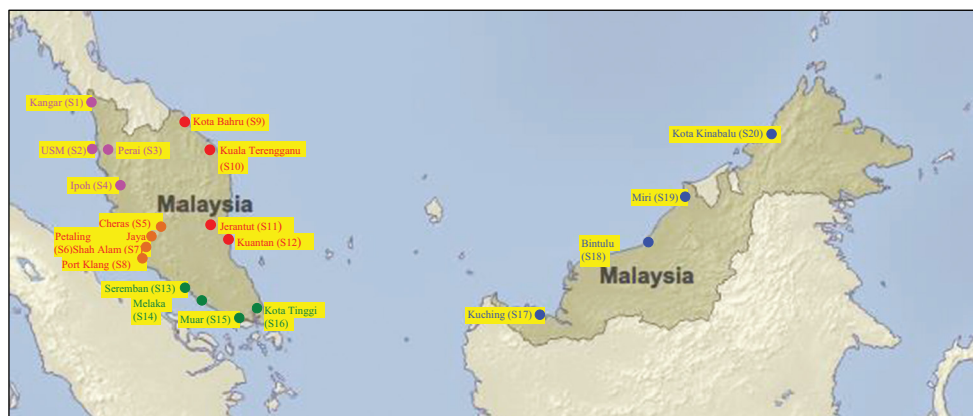 Kangar (S1)
Kota Bahru (S9)
USM (S2)
Perai (S3)
Kuala Terengganu
(S10)
Ipoh (S4)
Malaysia
Cheras (S5)
Petaling Jaya
(S6)Shah Alam (S7)
Port Klang (S8)
Jerantut (S11)
Kuantan (S12)
Seremban (S13)
Melaka
(S14)
Muar (S15)
Kota Tinggi
(S16)
Kota Kinabalu (S20)
Miri (S19)
Bintulu
(S18)
Malaysia
Kuching (S17)